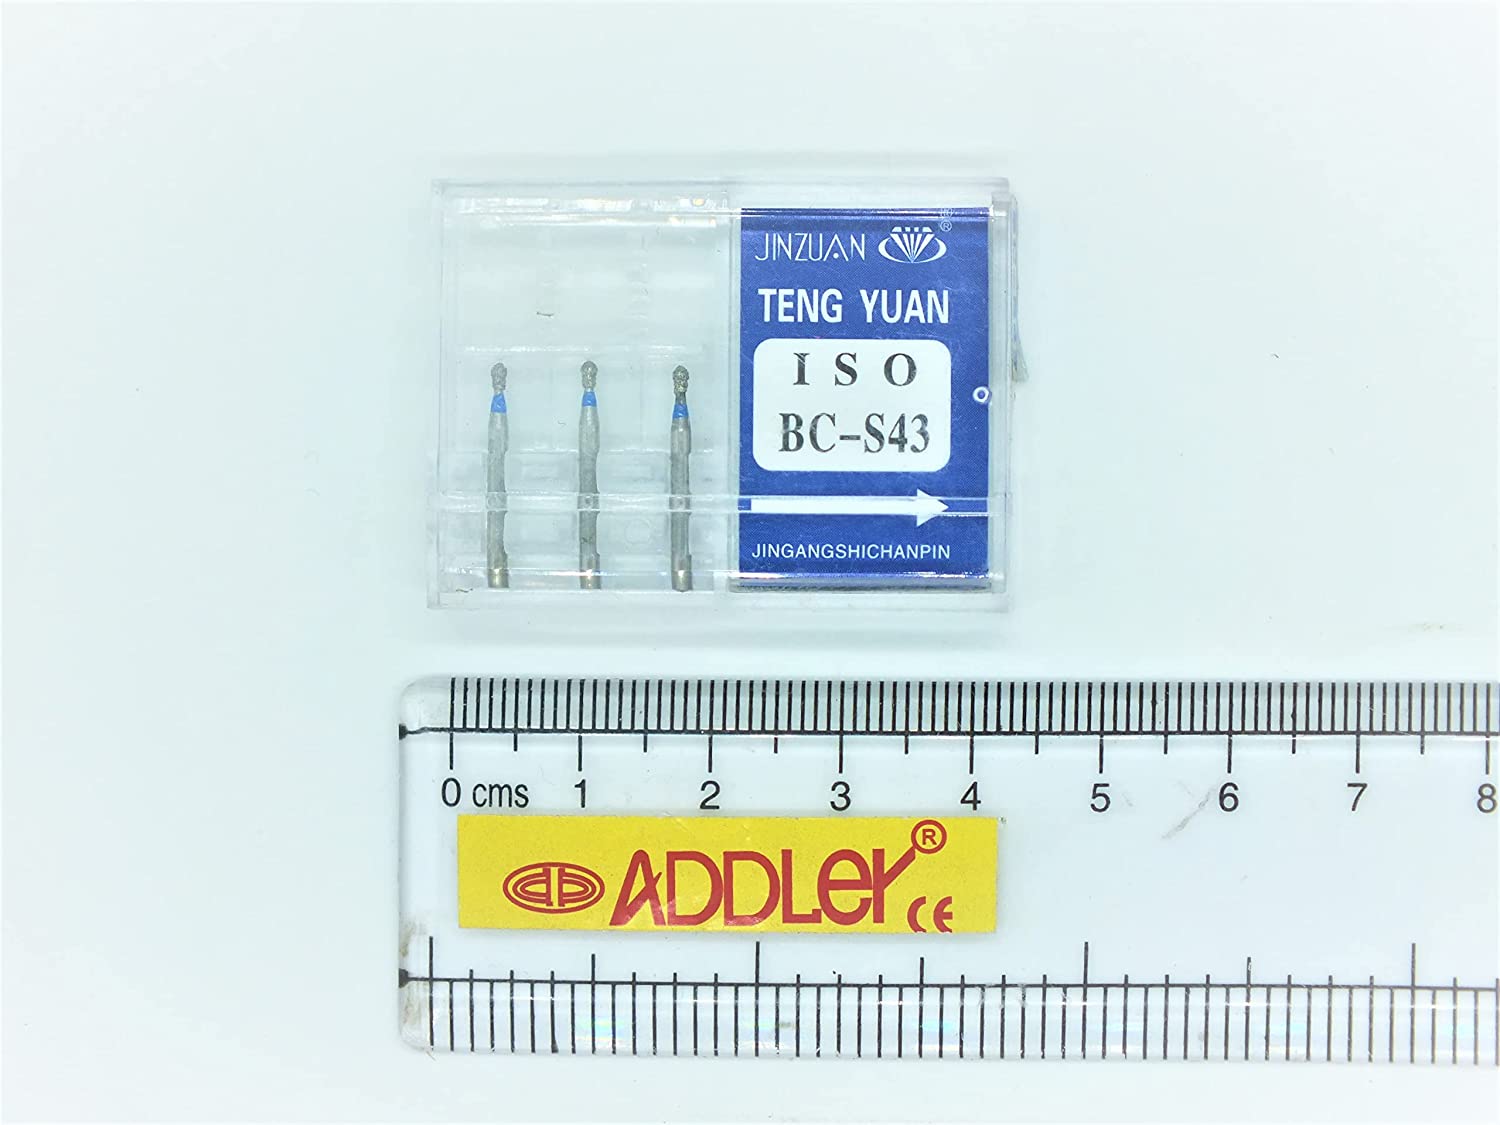 JINZUAN ®
TENG YUAN
ISO
BC-S43
JINGANGSHICHANPIN
0 cms 1 2 3 4 5 6 7 8
ADDLER ®
CE